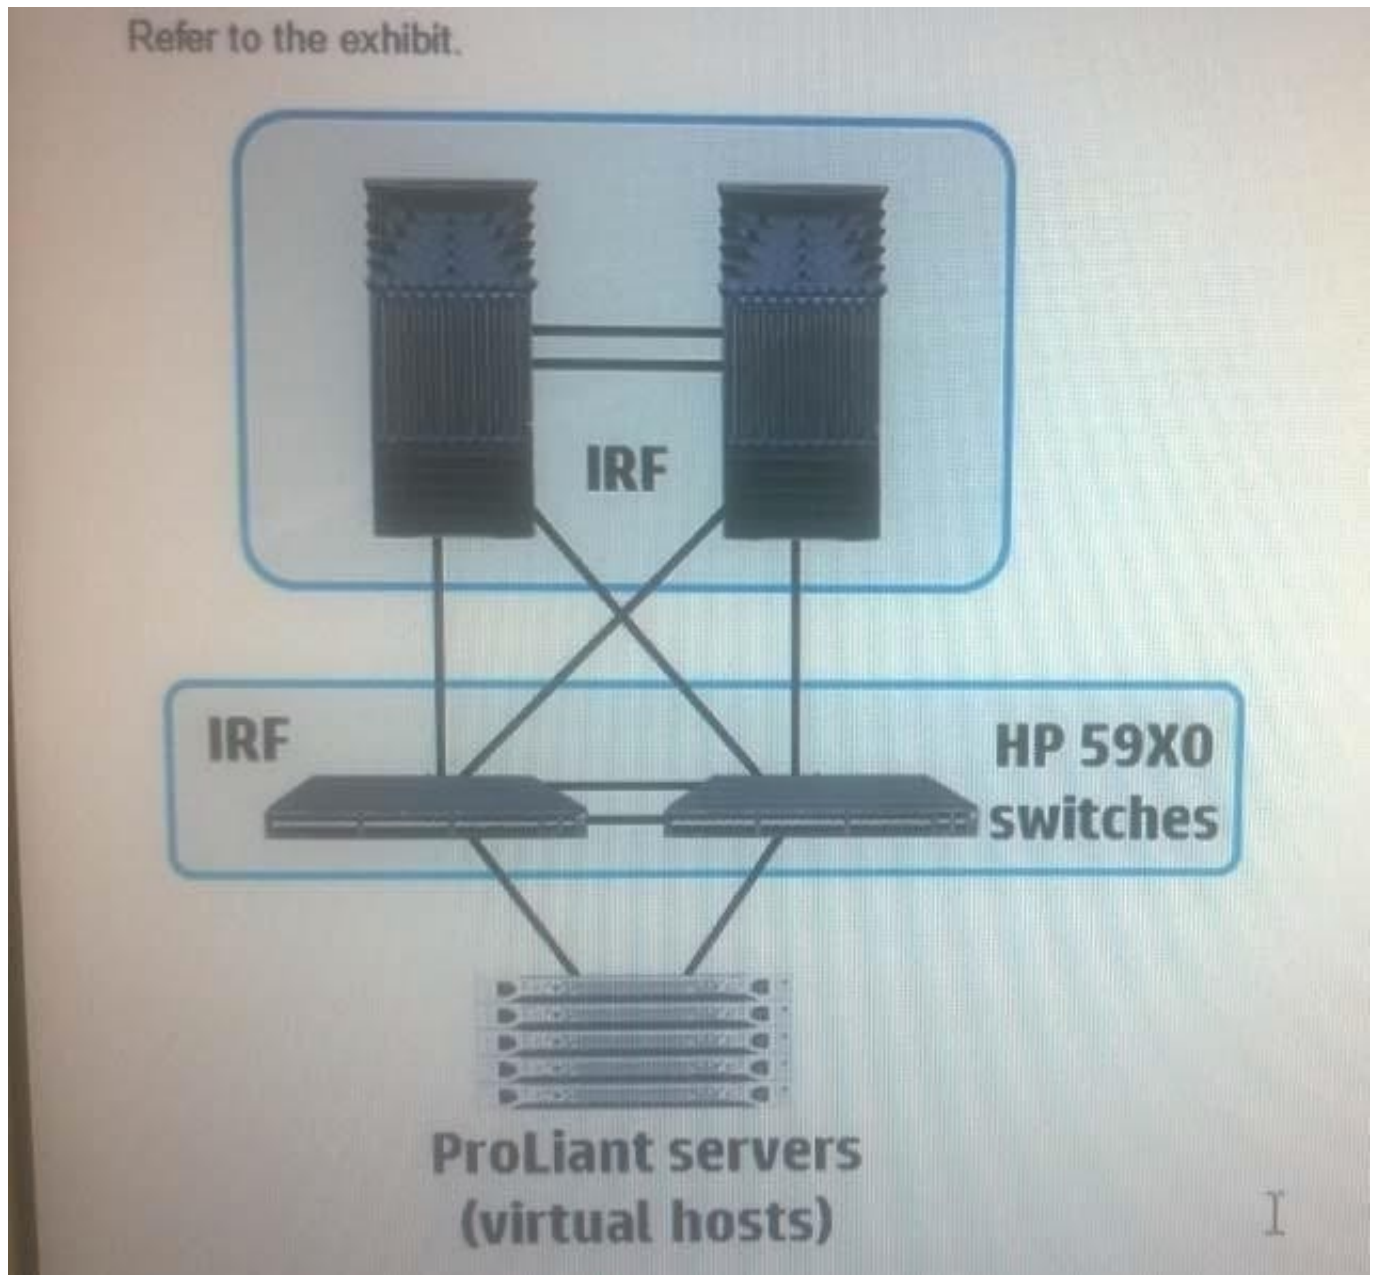 Refer to the exhibit.
IRF
IRF
HP 59X0
switches
ProLiant servers
(virtual hosts)